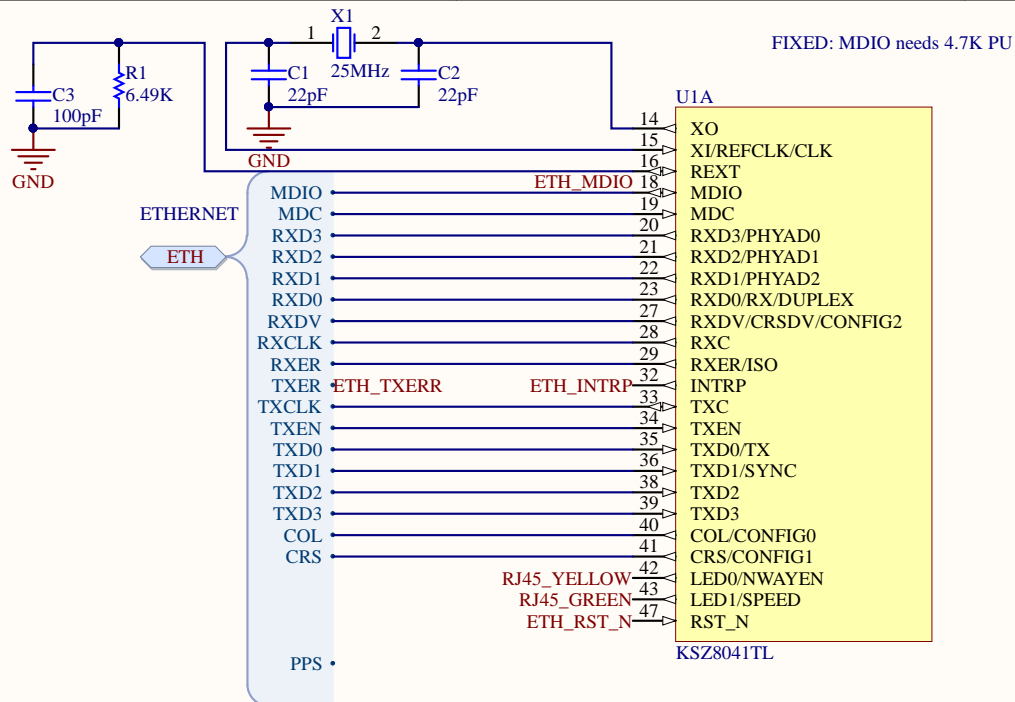 X1
1 2
25MHz
FIXED: MDIO needs 4.7K PU
R1
6.49K
C3
100pF
C1
22pF
C2
22pF
GND
GND
U1A
14 XO
15 XI/REFCLK/CLK
16 REXT
ETHERNET
ETH
MDIO ETH_MDIO 18 MDIO
MDC 19 MDC
RXD3 20 RXD3/PHYAD0
RXD2 21 RXD2/PHYAD1
RXD1 22 RXD1/PHYAD2
RXD0 23 RXD0/RX/DUPLEX
RXDV 27 RXDV/CRSDV/CONFIG2
RXCLK 28 RXC
RXER 29 RXER/ISO
TXER ETH_TXERR ETH_INTRP 32 INTRP
TXCLK 33 TXC
TXEN 34 TXEN
TXD0 35 TXD0/TX
TXD1 36 TXD1/SYNC
TXD2 38 TXD2
TXD3 39 TXD3
COL 40 COL/CONFIG0
CRS 41 CRS/CONFIG1
RJ45_YELLOW 42 LED0/NWAYEN
RJ45_GREEN 43 LED1/SPEED
ETH_RST_N 47 RST_N
KSZ8041TL
PPS